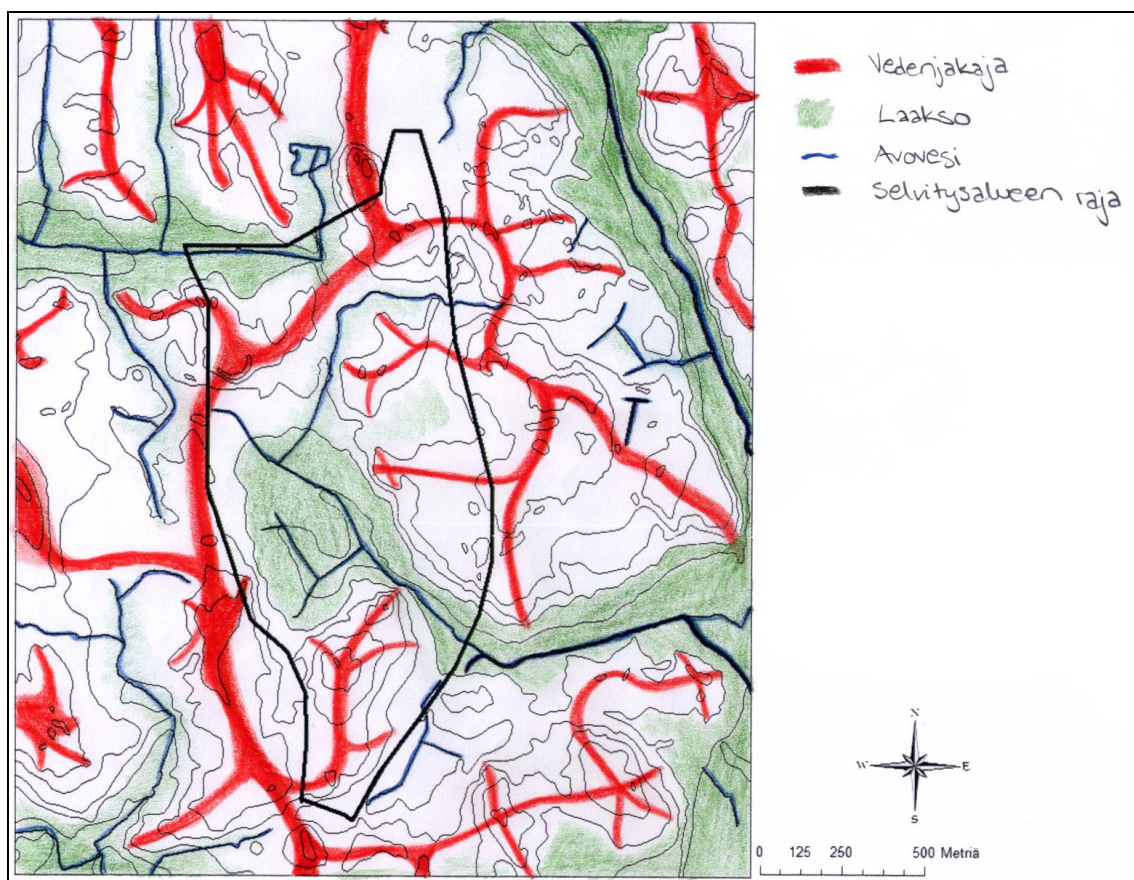 Vedenjakaja
Laakso
Avovesi
Selvitysalueen raja
N
W E
S
0 125 250 500 Metriä